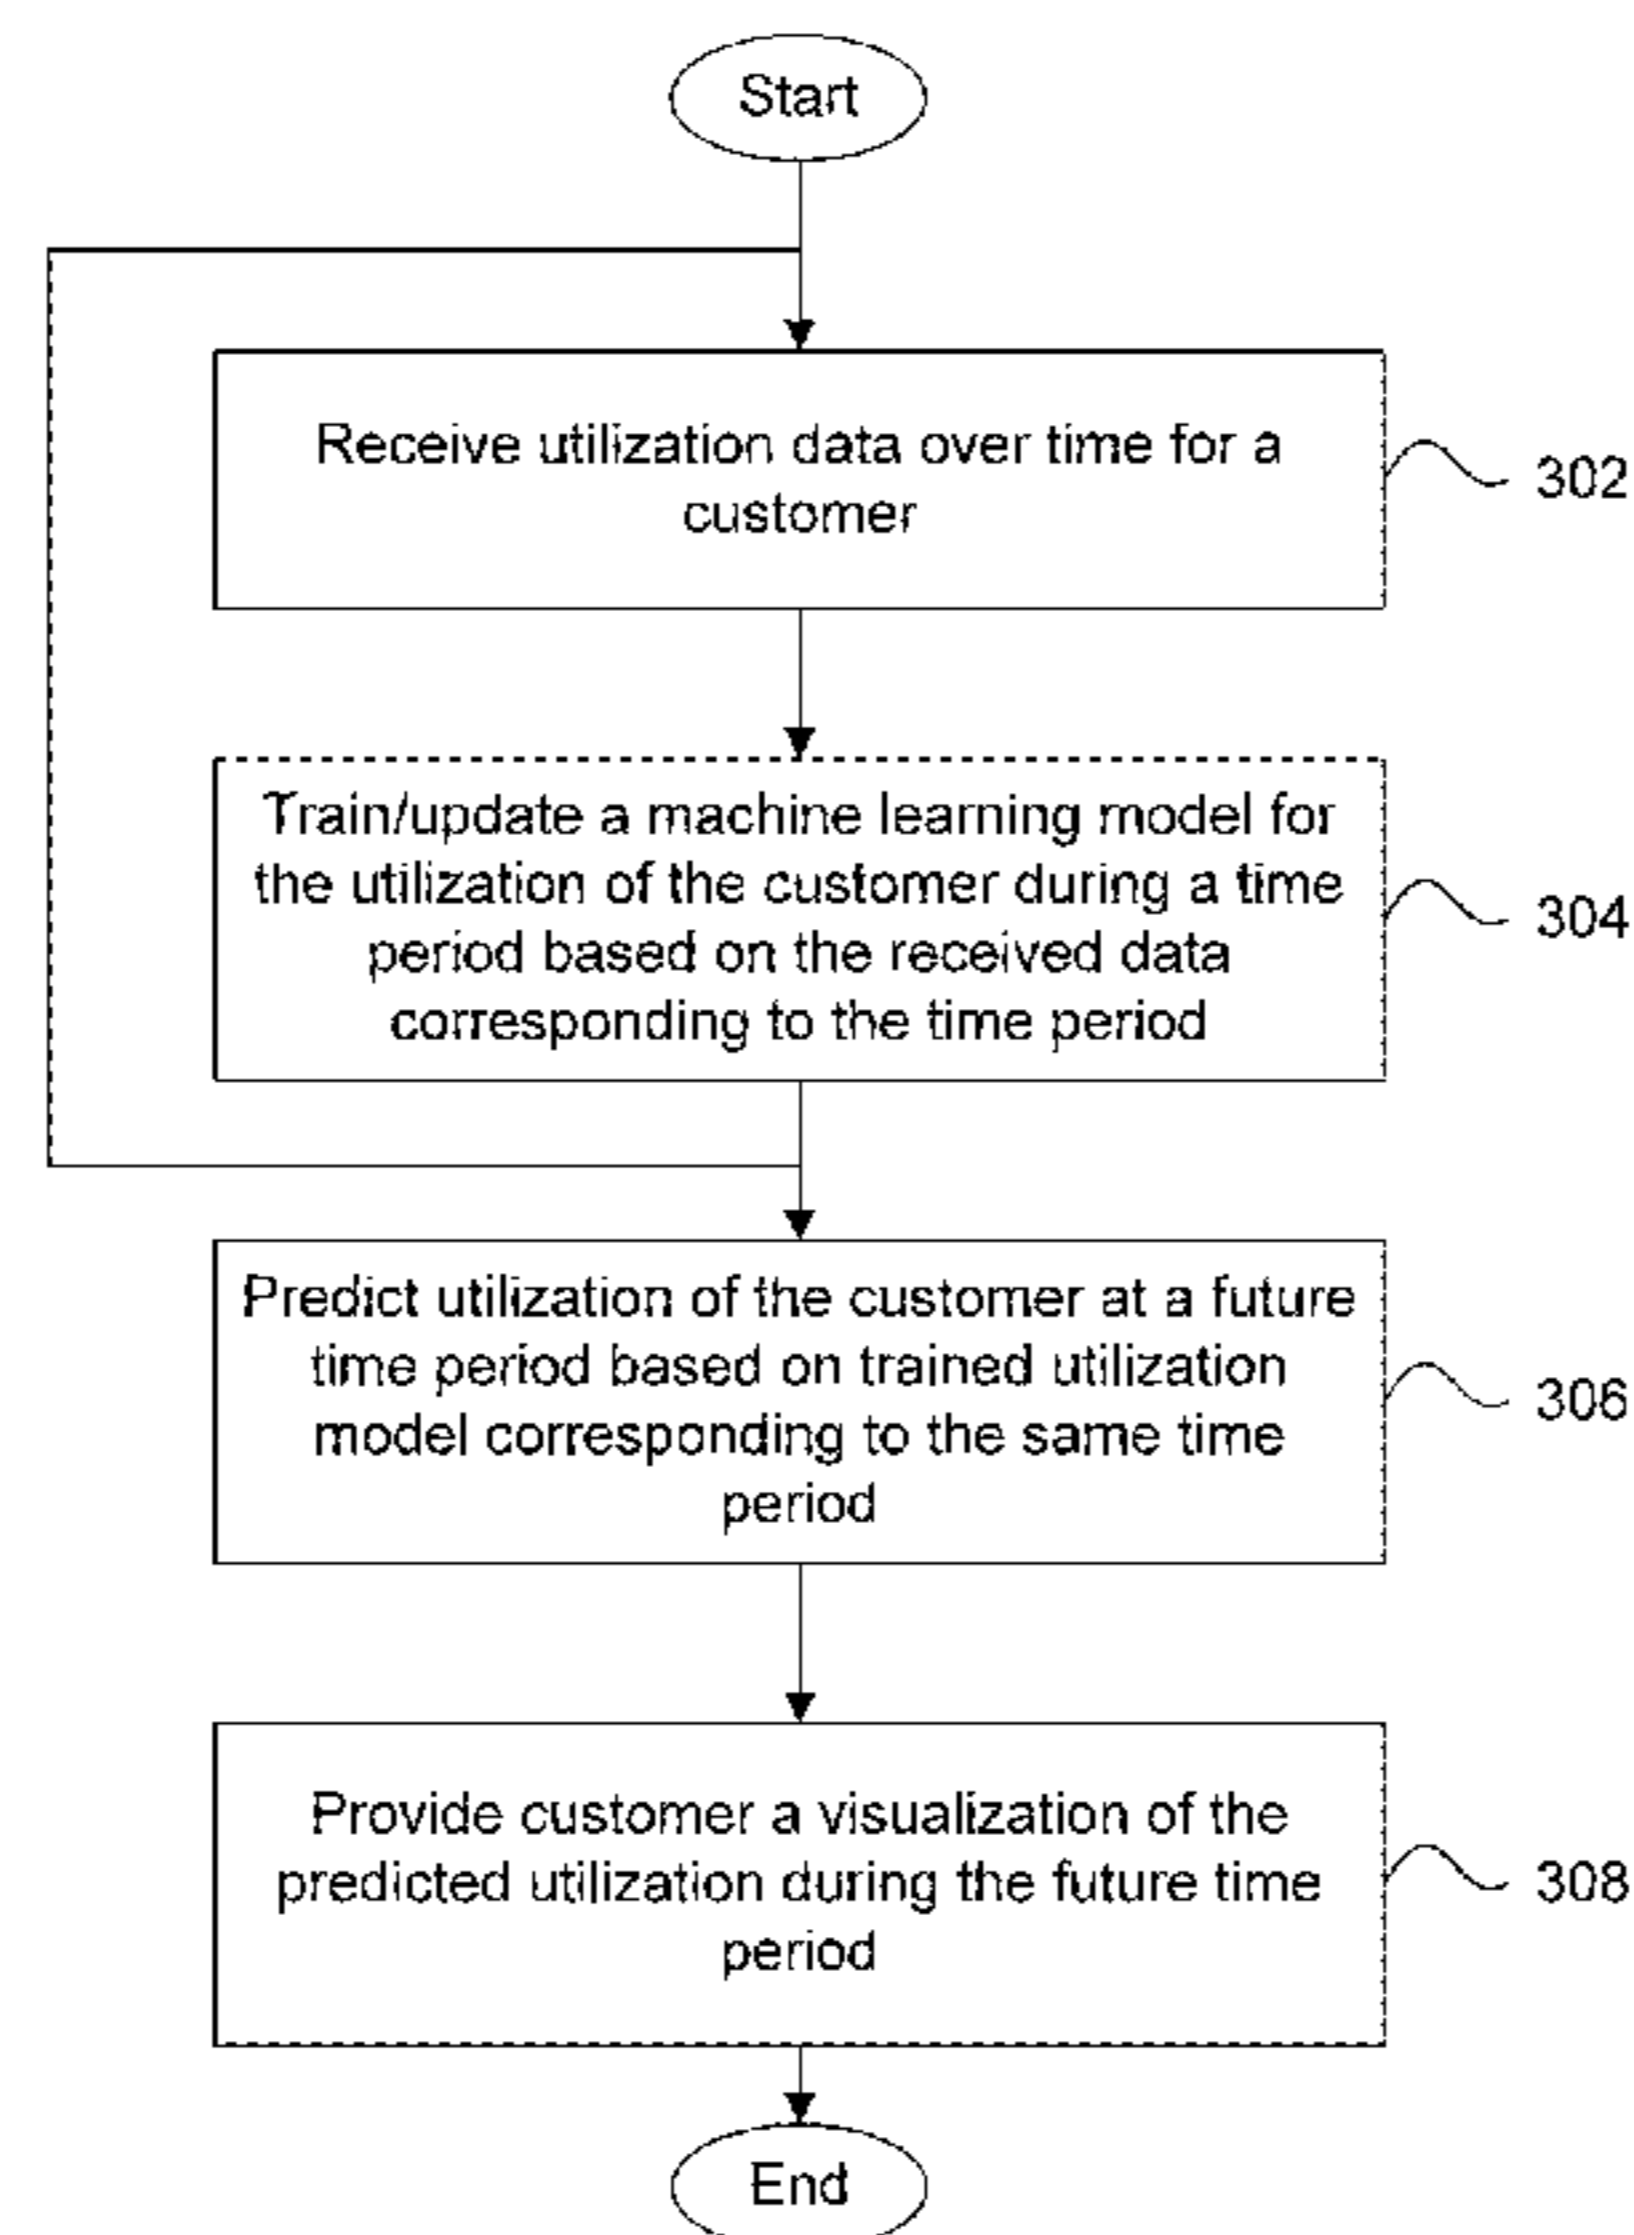 Start
Receive utilization data over time for a
customer
302
Train/update a machine learning model for
the utilization of the customer during a time
period based on the received data
corresponding to the time period
304
Predict utilization of the customer at a future
time period based on trained utilization
model corresponding to the same time
period
306
Provide customer a visualization of the
predicted utilization during the future time
period
308
End